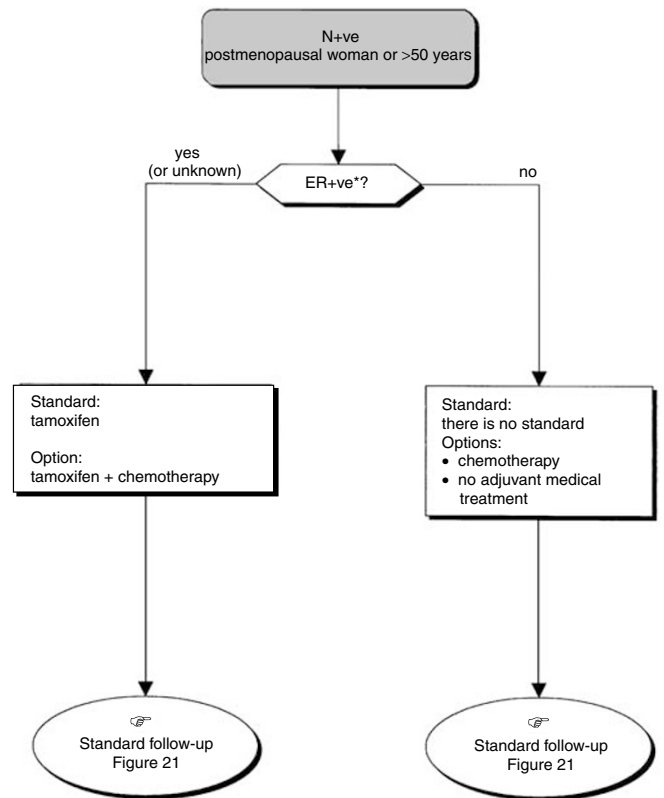 N+ve
postmenopausal woman or >50 years
yes
(or unknown)
ER+ve*?
no
Standard:
tamoxifen
Option:
tamoxifen + chemotherapy
Standard:
there is no standard
Options:
• chemotherapy
• no adjuvant medical
treatment
☞
Standard follow-up
Figure 21
☞
Standard follow-up
Figure 21